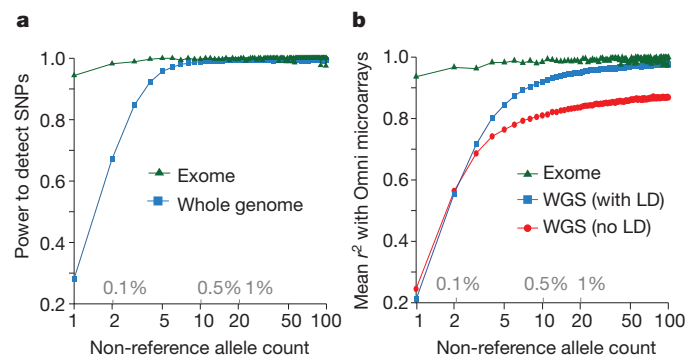 a
Power to detect SNPs
1.0
0.8
0.6
0.4
0.2
Exome
Whole genome
0.1% 0.5% 1%
1 2 5 10 20 50 100
Non-reference allele count
b
Mean r² with Omni microarrays
1.0
0.8
0.6
0.4
0.2
Exome
WGS (with LD)
WGS (no LD)
0.1% 0.5% 1%
1 2 5 10 20 50 100
Non-reference allele count